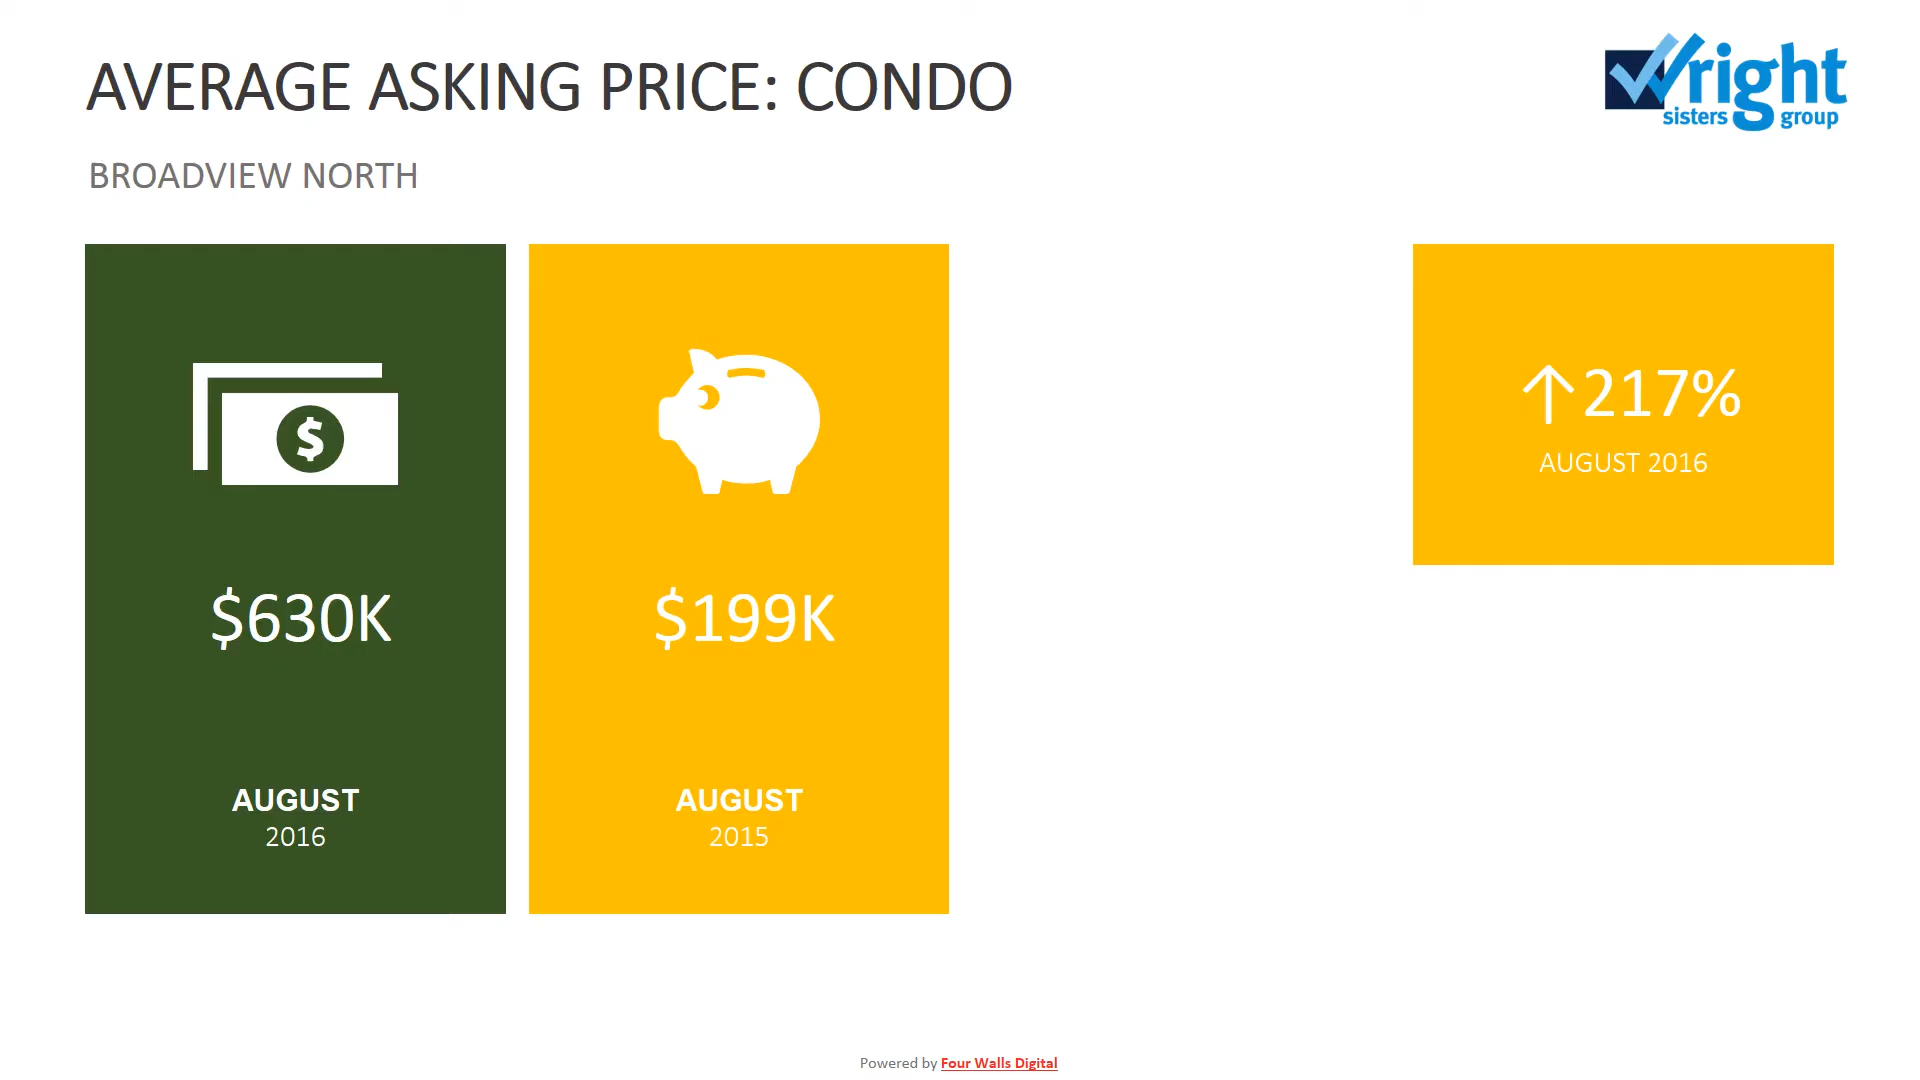 AVERAGE ASKING PRICE: CONDO
Wright
sisters group
BROADVIEW NORTH
$
$630K
AUGUST
2016
$199K
AUGUST
2015
↑217%
AUGUST 2016
Powered by Four Walls Digital